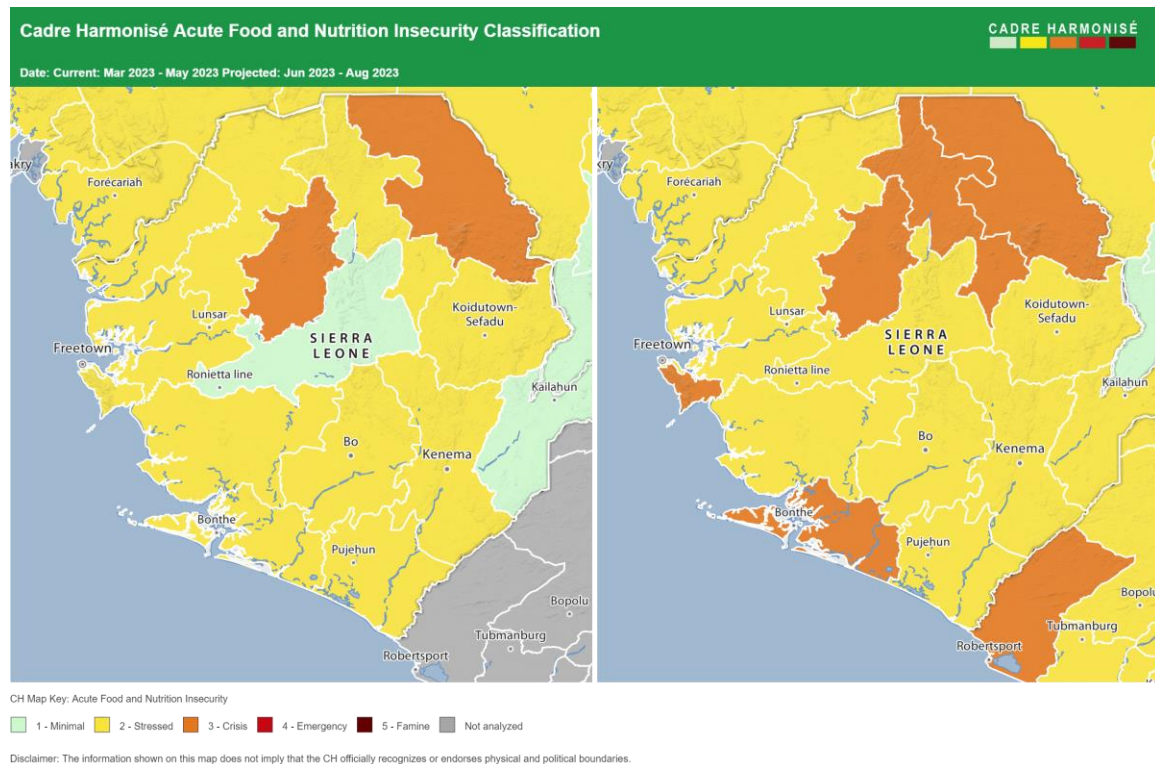 Cadre Harmonisé Acute Food and Nutrition Insecurity Classification
CADRE HARMONISÉ
Date: Current: Mar 2023 - May 2023 Projected: Jun 2023 - Aug 2023
akry
Forécariah
Lunsar
Koidutown-
Sefadu
SIERRA
LEONE
Freetown
Ronietta line
Kailahun
Bo
Kenema
Bonthe
Pujehun
Bopolu
Tubmanburg
Robertsport
kry
Forécariah
Lunsar
Koidutown-
Sefadu
SIERRA
LEONE
Freetown
Ronietta line
Kailahun
Bo
Kenema
Bonthe
Pujehun
Bopolu
Tubmanburg
Robertsport
K
CH Map Key: Acute Food and Nutrition Insecurity
1 - Minimal 2 - Stressed 3 - Crisis 4 - Emergency 5 - Famine Not analyzed
Disclaimer: The information shown on this map does not imply that the CH officially recognizes or endorses physical and political boundaries.